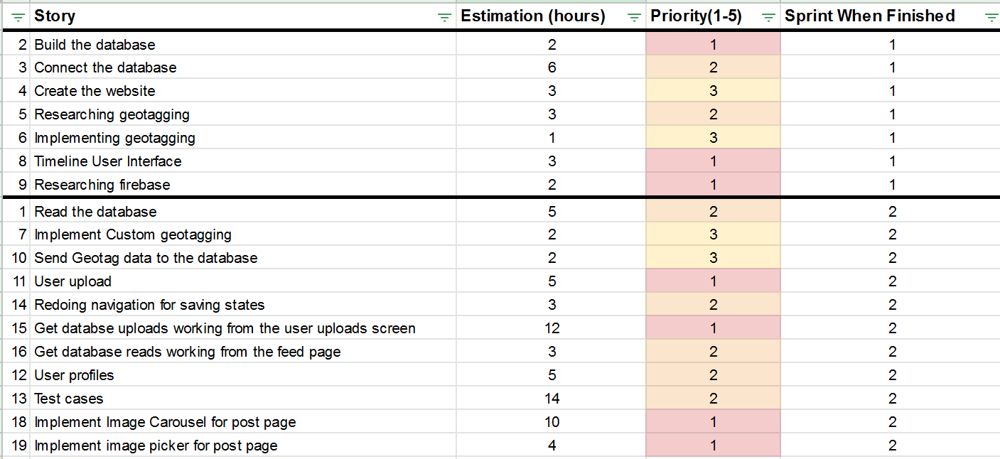 Story Estimation (hours) Priority(1-5) Sprint When Finished
2 Build the database 2 1 1
3 Connect the database 6 2 1
4 Create the website 3 3 1
5 Researching geotagging 3 2 1
6 Implementing geotagging 1 3 1
8 Timeline User Interface 3 1 1
9 Researching firebase 2 1 1
1 Read the database 5 2 2
7 Implement Custom geotagging 2 3 2
10 Send Geotag data to the database 2 3 2
11 User upload 5 1 2
14 Redoing navigation for saving states 3 2 2
15 Get databse uploads working from the user uploads screen 12 1 2
16 Get database reads working from the feed page 3 2 2
12 User profiles 5 2 2
13 Test cases 14 2 2
18 Implement Image Carousel for post page 10 1 2
19 Implement image picker for post page 4 1 2